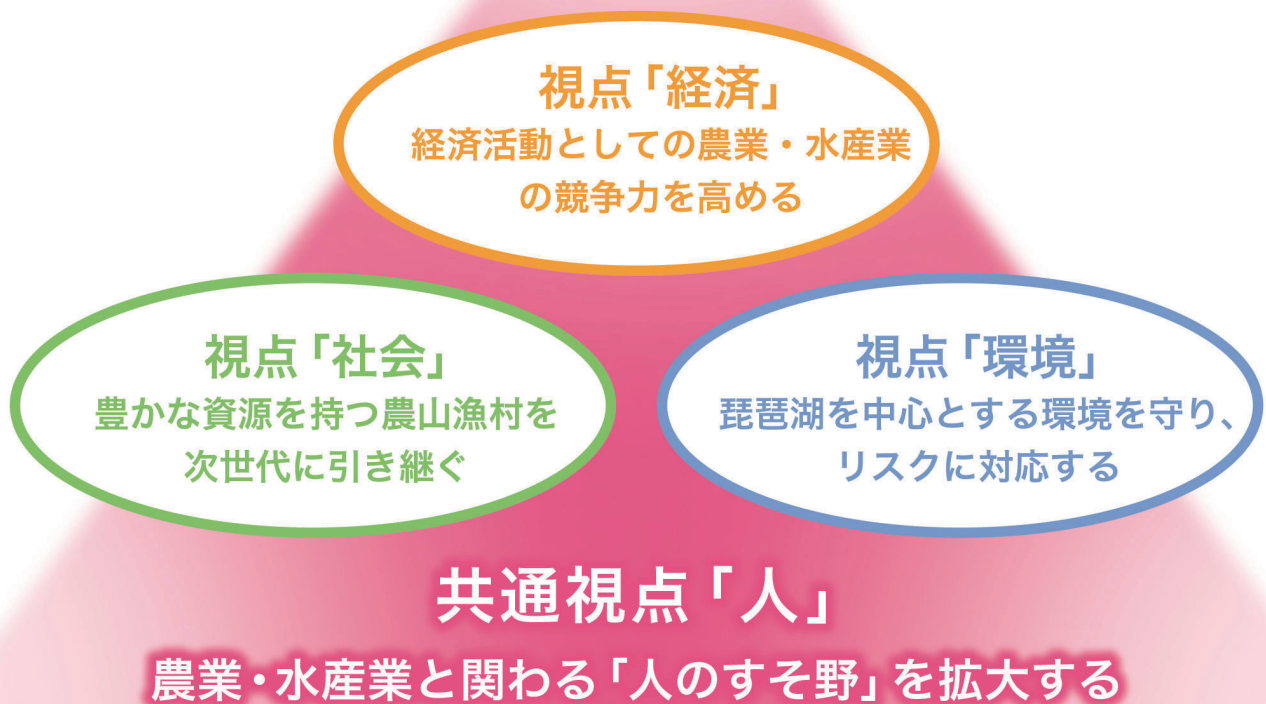 視点「経済」
経済活動としての農業・水産業
の競争力を高める
視点「社会」
豊かな資源を持つ農山漁村を
次世代に引き継ぐ
視点「環境」
琵琶湖を中心とする環境を守り、
リスクに対応する
共通視点「人」
農業・水産業と関わる「人のすそ野」を拡大する